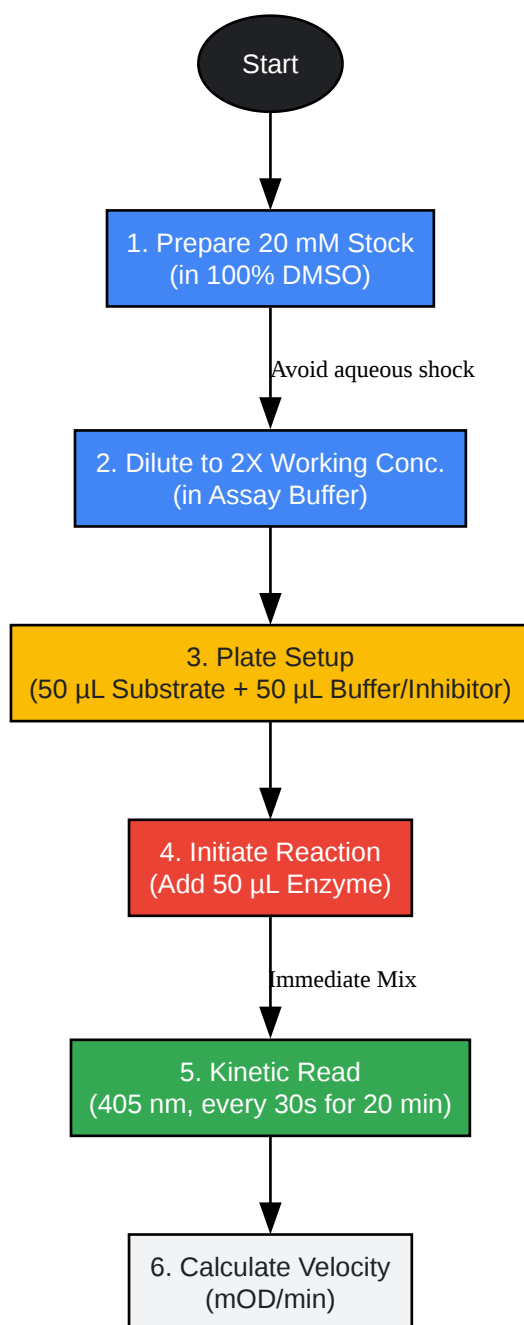 Start
1. Prepare 20 mM Stock
(in 100% DMSO)
Avoid aqueous shock
2. Dilute to 2X Working Conc.
(in Assay Buffer)
3. Plate Setup
(50 µL Substrate + 50 µL Buffer/Inhibitor)
4. Initiate Reaction
(Add 50 µL Enzyme)
Immediate Mix
5. Kinetic Read
(405 nm, every 30s for 20 min)
6. Calculate Velocity
(mOD/min)